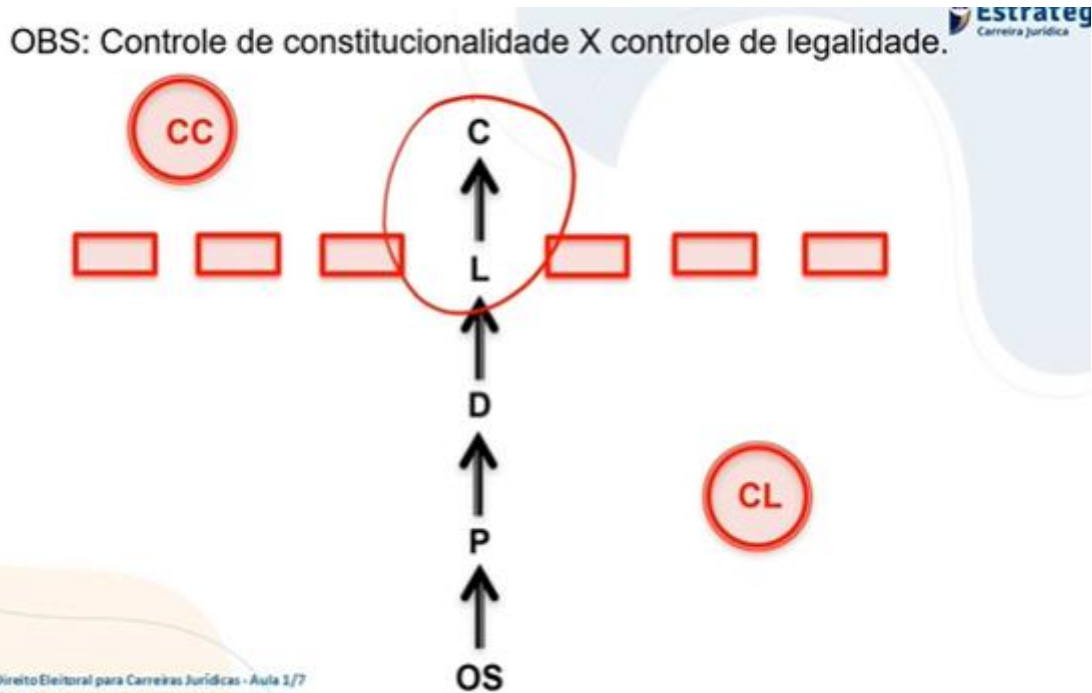 Estratég
Carreira Jurídica
OBS: Controle de constitucionalidade X controle de legalidade.
CC
C
L
D
CL
P
OS
Direito Eleitoral para Carreiras Jurídicas - Aula 1/7